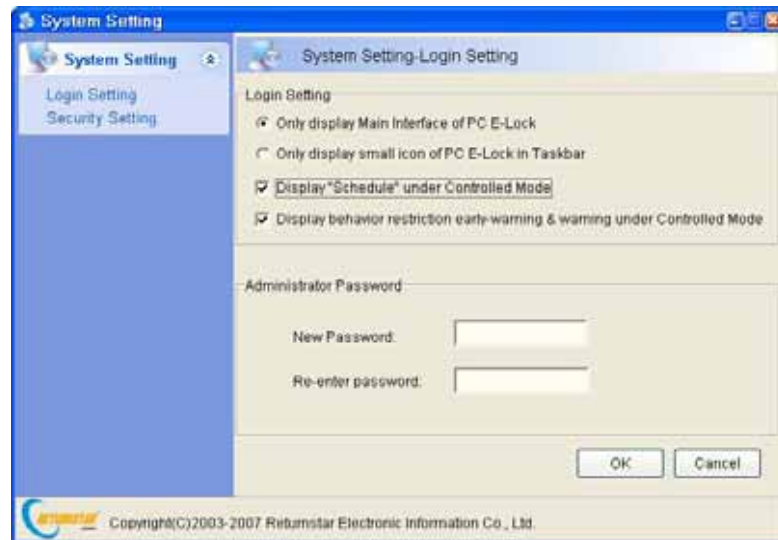 System Setting
System Setting
System Setting-Login Setting
Login Setting
Security Setting
Login Setting
Only display Main Interface of PC E-Lock
Only display small icon of PC E-Lock in Taskbar
Display "Schedule" under Controlled Mode
Display behavior restriction early-warning & warning under Controlled Mode
Administrator Password
New Password:
Re-enter password:
OK
Cancel
RETURNSTAR
Copyright(C)2003-2007 Returnstar Electronic Information Co., Ltd.